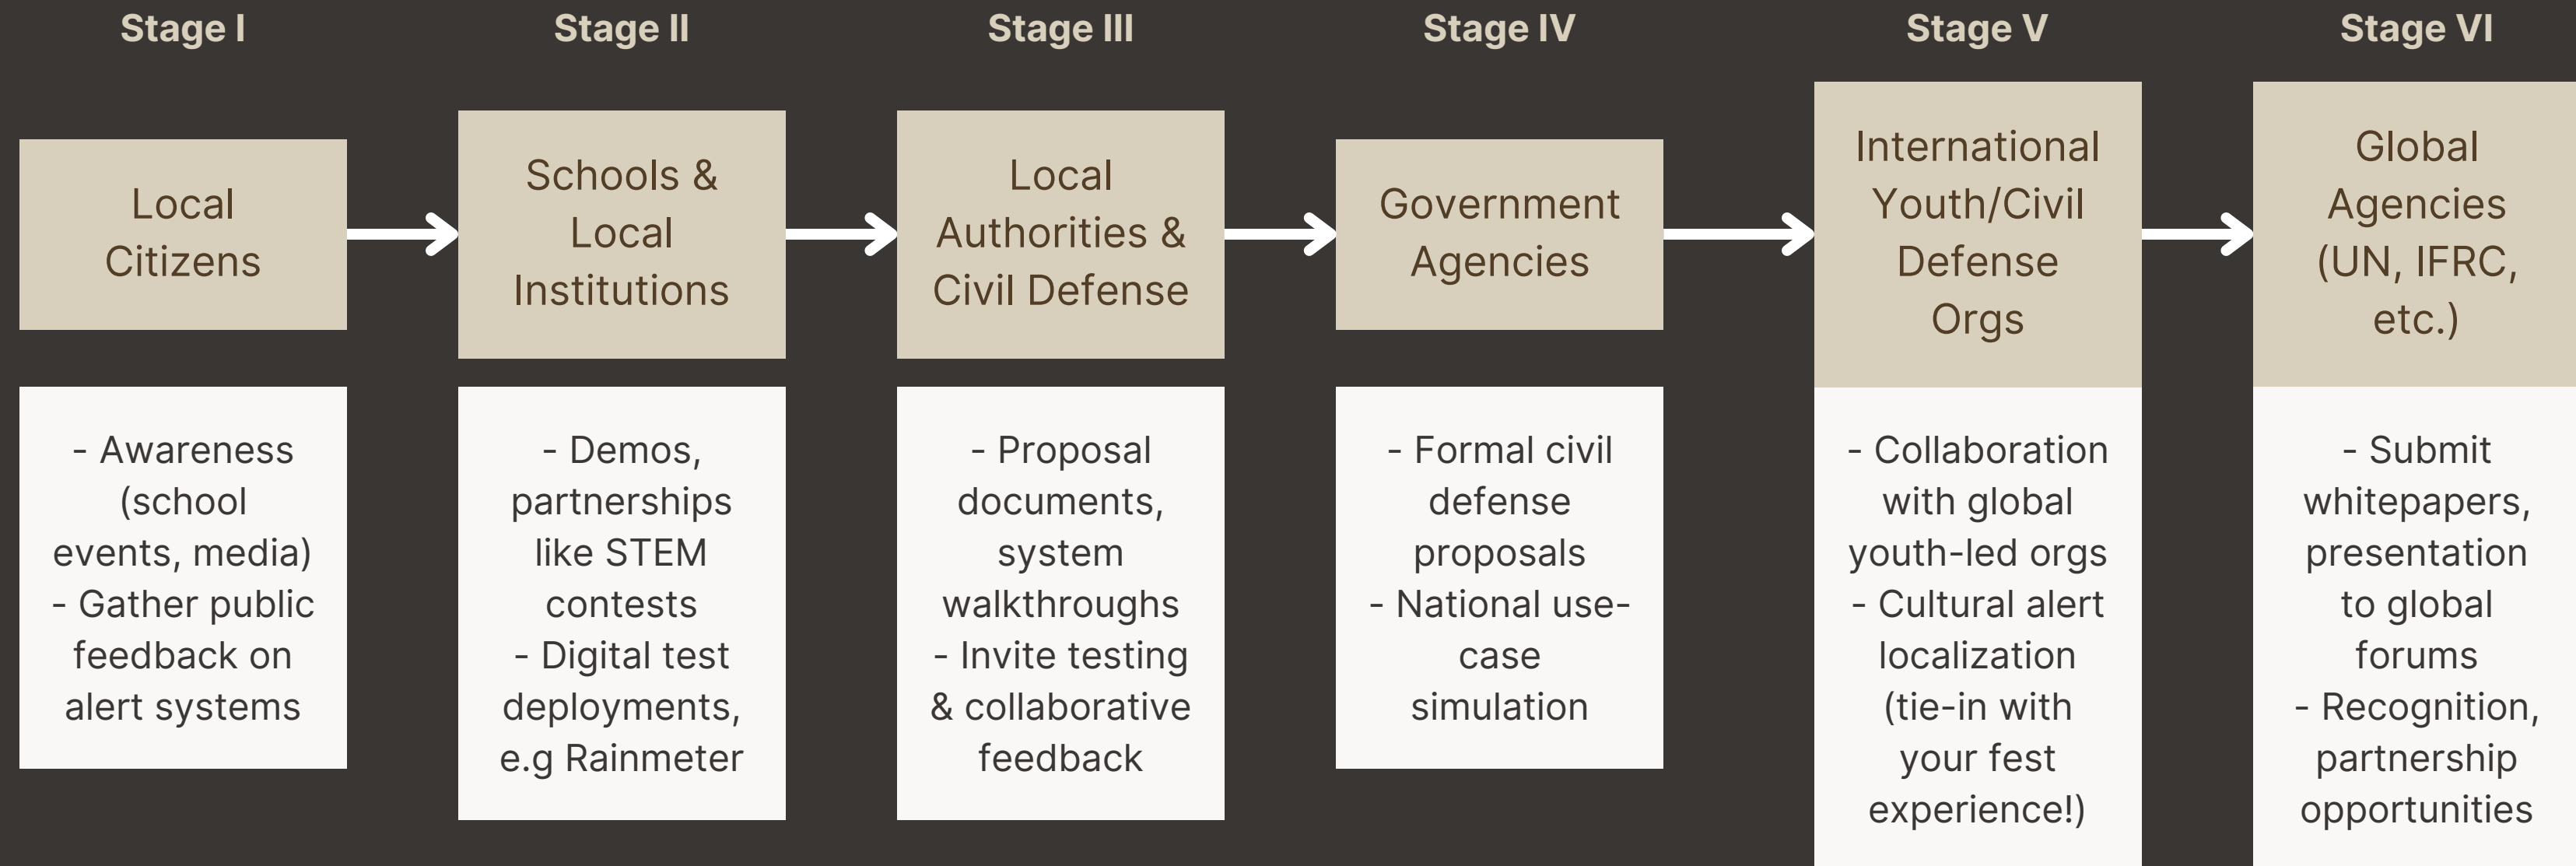 Stage I
Stage II
Stage III
Stage IV
Stage V
Stage VI
Local
Citizens
Schools &
Local
Institutions
Local
Authorities &
Civil Defense
Government
Agencies
International
Youth/Civil
Defense
Orgs
Global
Agencies
(UN, IFRC,
etc.)
- Awareness
(school
events, media)
- Gather public
feedback on
alert systems
- Demos,
partnerships
like STEM
contests
- Digital test
deployments,
e.g Rainmeter
- Proposal
documents,
system
walkthroughs
- Invite testing
& collaborative
feedback
- Formal civil
defense
proposals
- National use-
case
simulation
- Collaboration
with global
youth-led orgs
- Cultural alert
localization
(tie-in with
your fest
experience!)
- Submit
whitepapers,
presentation
to global
forums
- Recognition,
partnership
opportunities